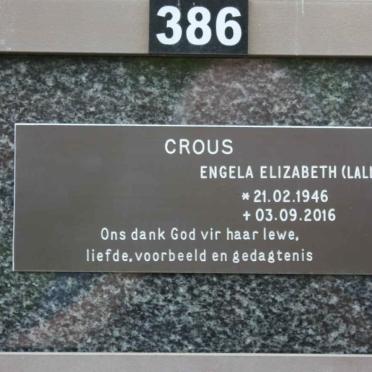 386
CROUS
ENGELA ELIZABETH
* 21.02.1946
+ 03.09.2016
Ons dank God vir haar lewe,
liefde, voorbeeld en gedagtenis